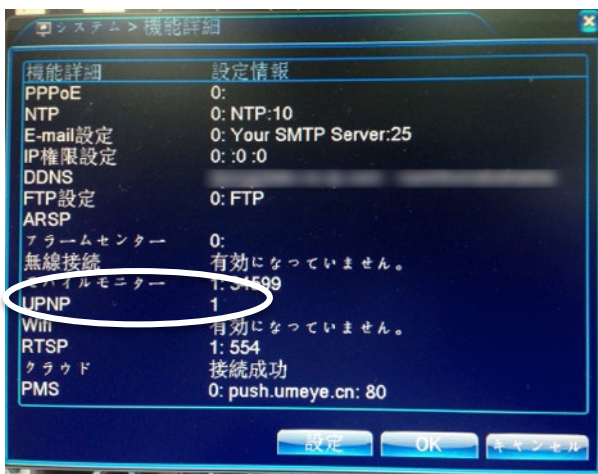 システム > 機能詳細
機能詳細 設定情報
PPPoE 0:
NTP 0: NTP:10
E-mail設定 0: Your SMTP Server:25
IP権限設定 0: :0 :0
DDNS
FTP設定 0: FTP
ARSP
アラームセンター 0:
無線接続 有効になっていません。
モバイルモニター 1: 34599
UPNP 1
Wifi 有効になっていません。
RTSP 1: 554
クラウド 接続成功
PMS 0: push.umeye.cn: 80
設定 OK キャンセル